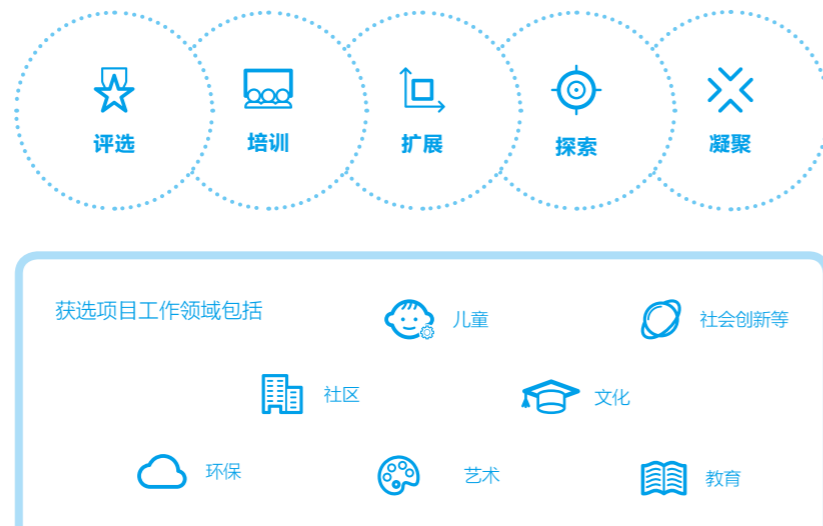 评选
培训
扩展
探索
凝聚
获选项目工作领域包括
儿童
社会创新等
社区
文化
环保
艺术
教育